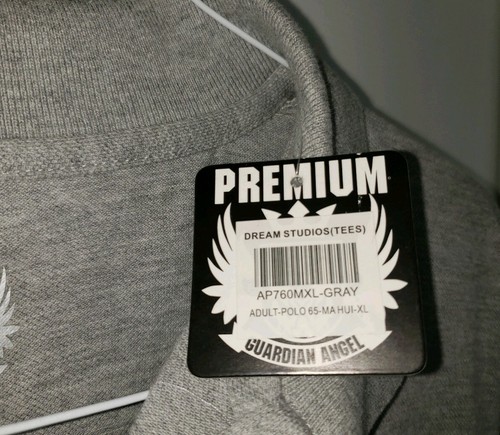 PREMIUM
DREAM STUDIOS(TEES)
AP760MXL-GRAY
ADULT-POLO 65-MA HUI-XL
GUARDIAN ANGEL